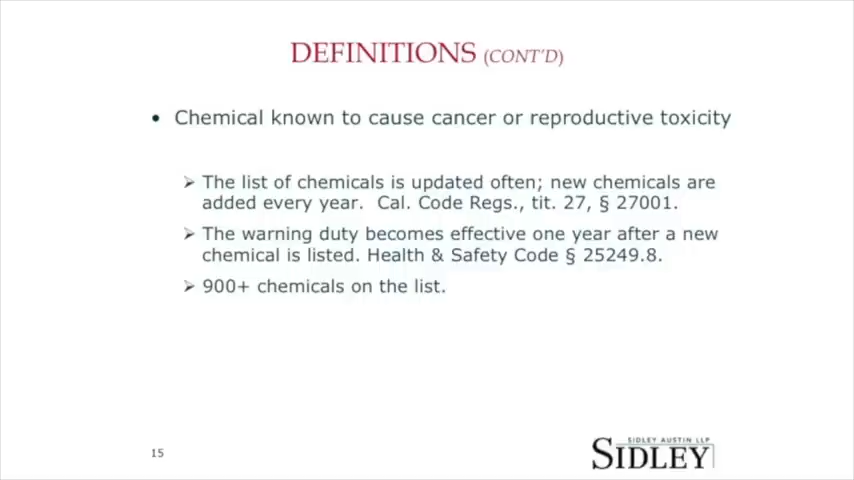 DEFINITIONS (CONT'D)
• Chemical known to cause cancer or reproductive toxicity
➢ The list of chemicals is updated often; new chemicals are
added every year.  Cal. Code Regs., tit. 27, § 27001.
➢ The warning duty becomes effective one year after a new
chemical is listed. Health & Safety Code § 25249.8.
➢ 900+ chemicals on the list.
15
SIDLEY AUSTIN LLP
SIDLEY